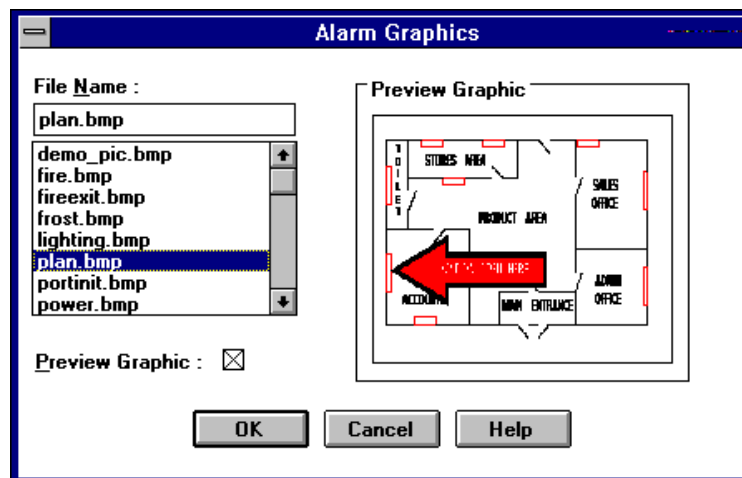 Alarm Graphics
File Name :
plan.bmp
demo_pic.bmp
fire.bmp
fireexit.bmp
frost.bmp
lighting.bmp
plan.bmp
portinit.bmp
power.bmp
Preview Graphic :
Preview Graphic
TOILET
STORES AREA
SALES
OFFICE
PRODUCT AREA
HERE
ADMIN
OFFICE
ACCOUNTS
MAIN ENTRANCE
OK
Cancel
Help